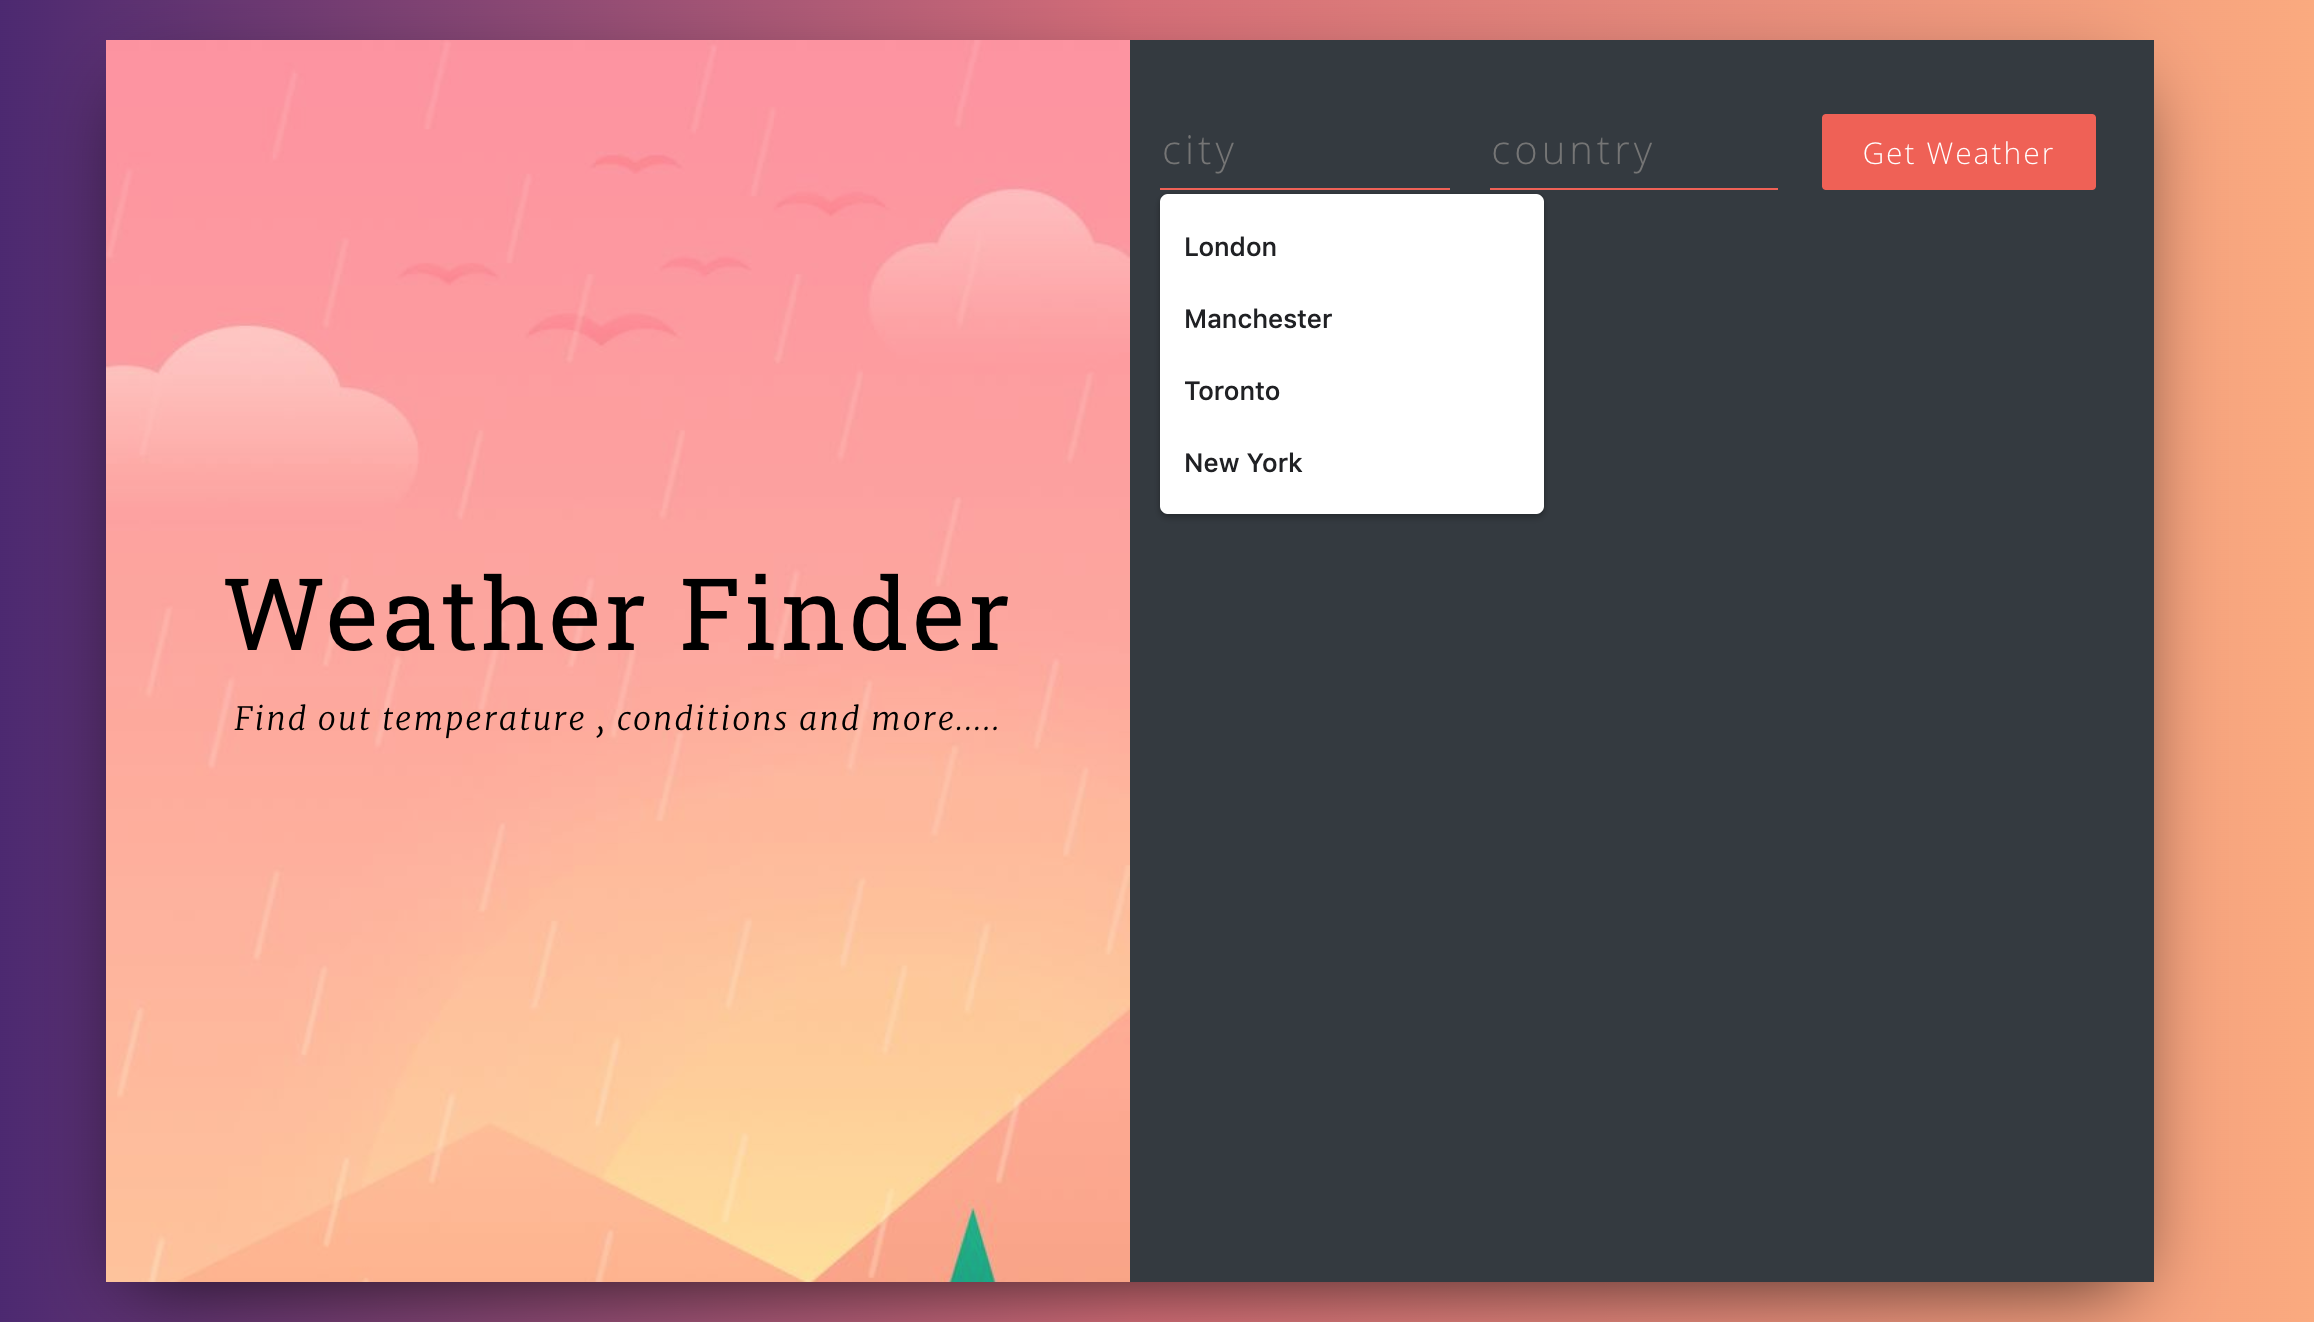 Weather Finder
Find out temperature , conditions and more.....
city
country
Get Weather
London
Manchester
Toronto
New York